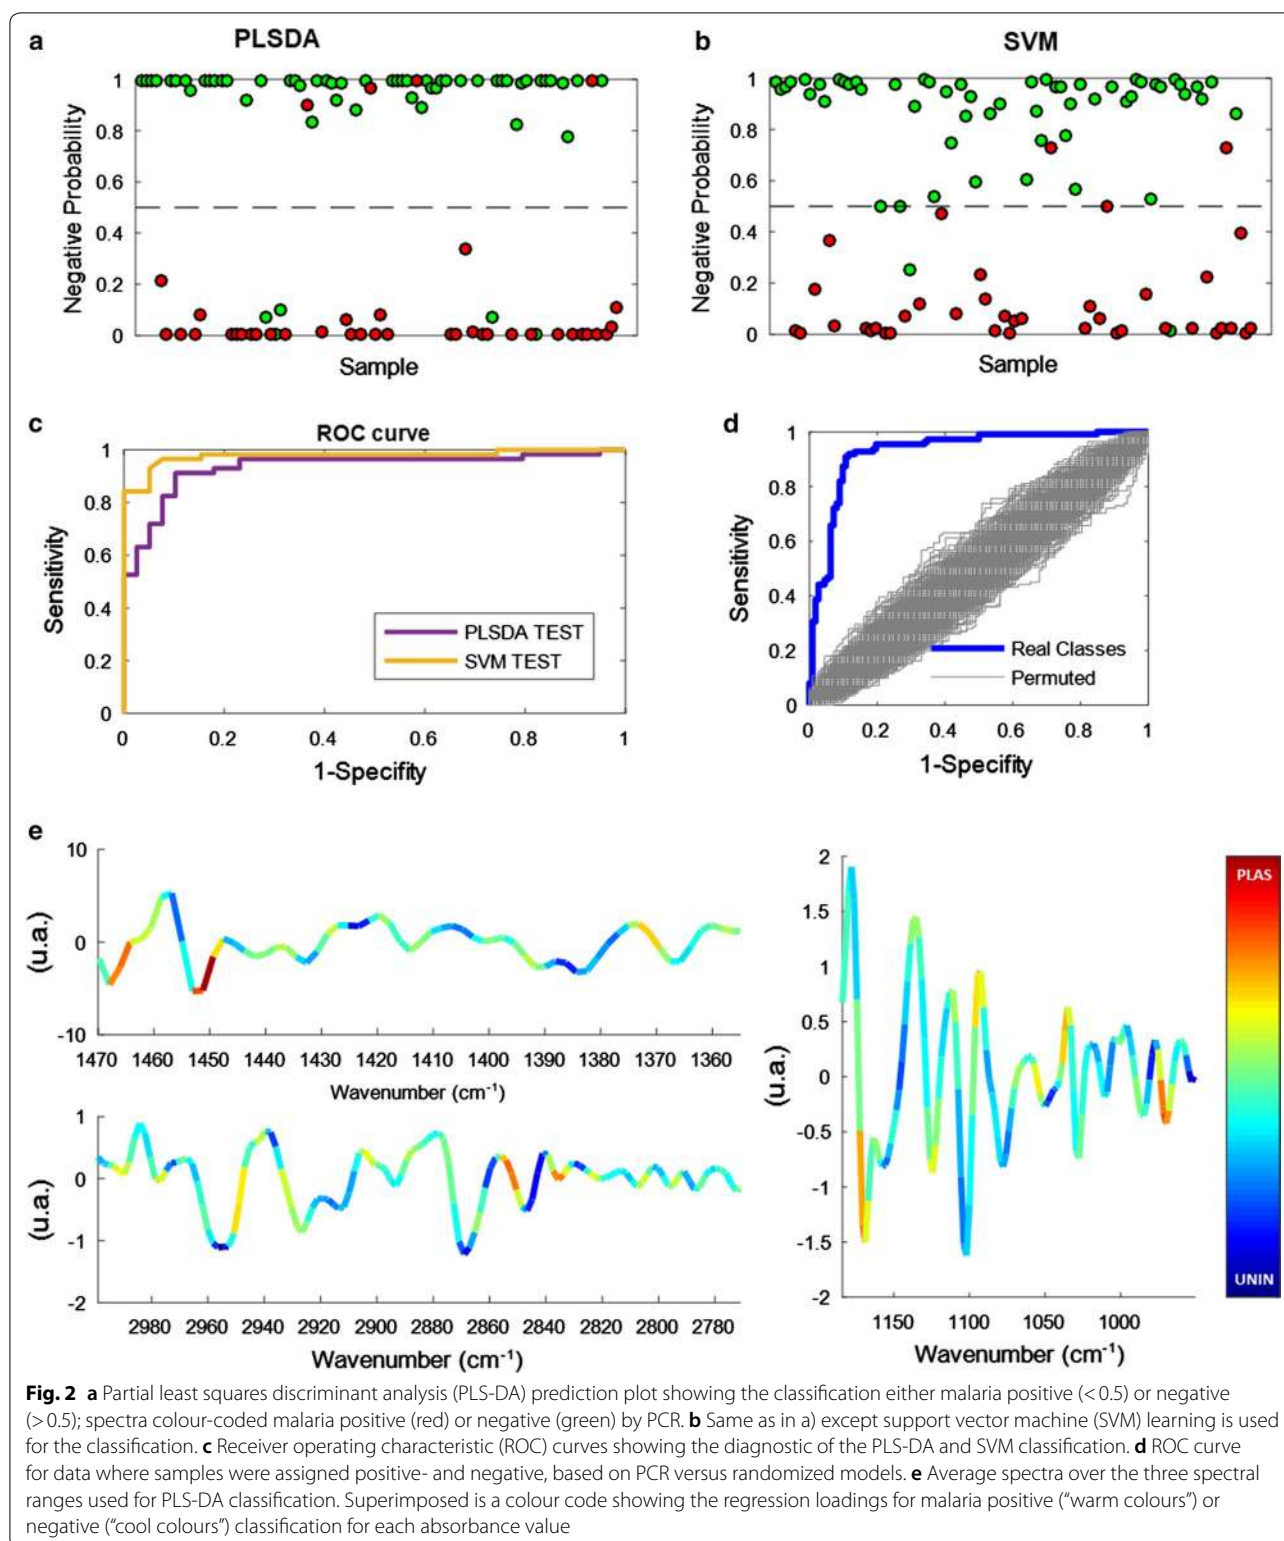 a PLSDA
Negative Probability
1
0.8
0.6
0.4
0.2
0
Sample
b SVM
Negative Probability
1
0.8
0.6
0.4
0.2
0
Sample
c ROC curve
Sensitivity
1
0.8
0.6
0.4
0.2
0
PLSDA TEST
SVM TEST
0 0.2 0.4 0.6 0.8 1
1-Specifity
d
Sensitivity
1
0.8
0.6
0.4
0.2
0
Real Classes
Permuted
0 0.2 0.4 0.6 0.8 1
1-Specifity
e
(u.a.)
10
0
-10
1470 1460 1450 1440 1430 1420 1410 1400 1390 1380 1370 1360
Wavenumber (cm-1)
(u.a.)
1
0
-1
-2
2980 2960 2940 2920 2900 2880 2860 2840 2820 2800 2780
Wavenumber (cm-1)
(u.a.)
2
1.5
1
0.5
0
-0.5
-1
-1.5
-2
1150 1100 1050 1000
Wavenumber (cm-1)
PLAS
UNIN
Fig. 2 a Partial least squares discriminant analysis (PLS-DA) prediction plot showing the classification either malaria positive (< 0.5) or negative
(> 0.5); spectra colour-coded malaria positive (red) or negative (green) by PCR. b Same as in a) except support vector machine (SVM) learning is used
for the classification. c Receiver operating characteristic (ROC) curves showing the diagnostic of the PLS-DA and SVM classification. d ROC curve
for data where samples were assigned positive- and negative, based on PCR versus randomized models. e Average spectra over the three spectral
ranges used for PLS-DA classification. Superimposed is a colour code showing the regression loadings for malaria positive (“warm colours”) or
negative (“cool colours”) classification for each absorbance value